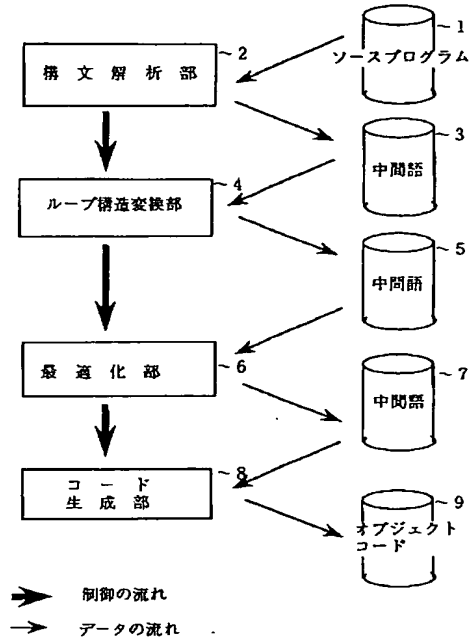 ~1
ソースプログラム
~2
構文解析部
~3
中間語
~4
ループ構造変換部
~5
中間語
~6
最適化部
~7
中間語
~8
コード
生成部
~9
オブジェクト
コード
制御の流れ
データの流れ